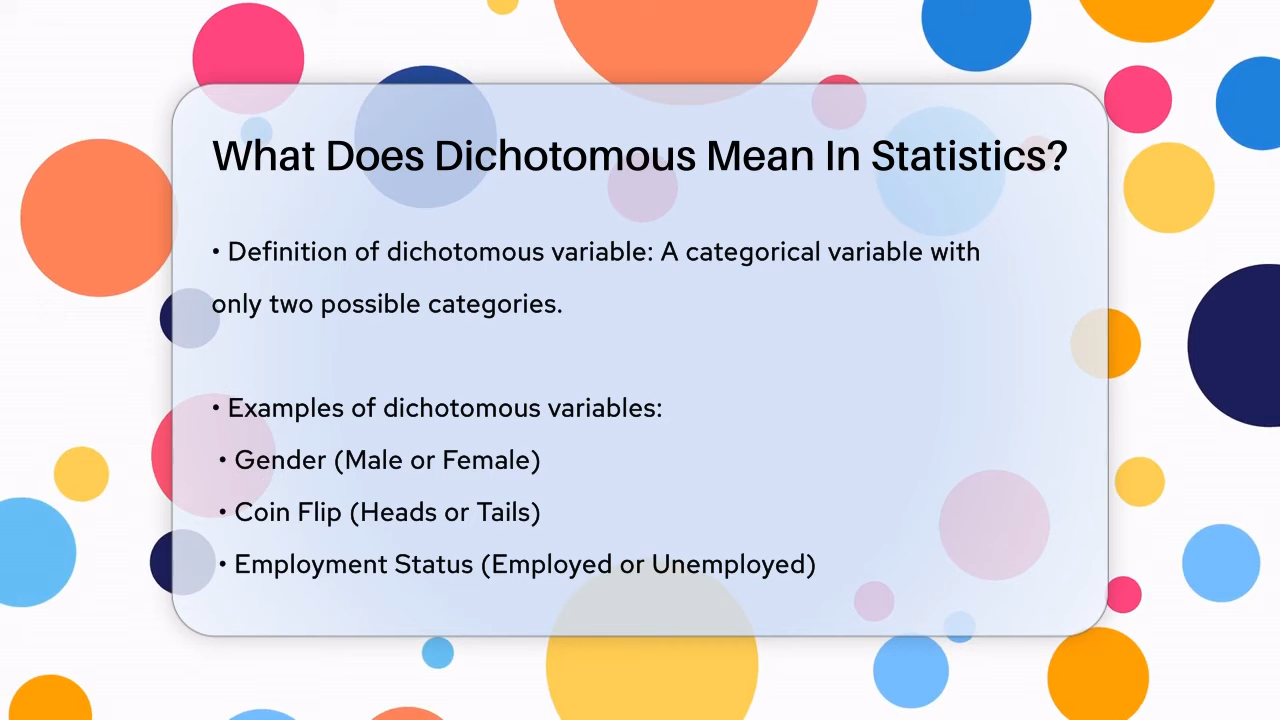 What Does Dichotomous Mean In Statistics?
• Definition of dichotomous variable: A categorical variable with
only two possible categories.
• Examples of dichotomous variables:
• Gender (Male or Female)
• Coin Flip (Heads or Tails)
• Employment Status (Employed or Unemployed)